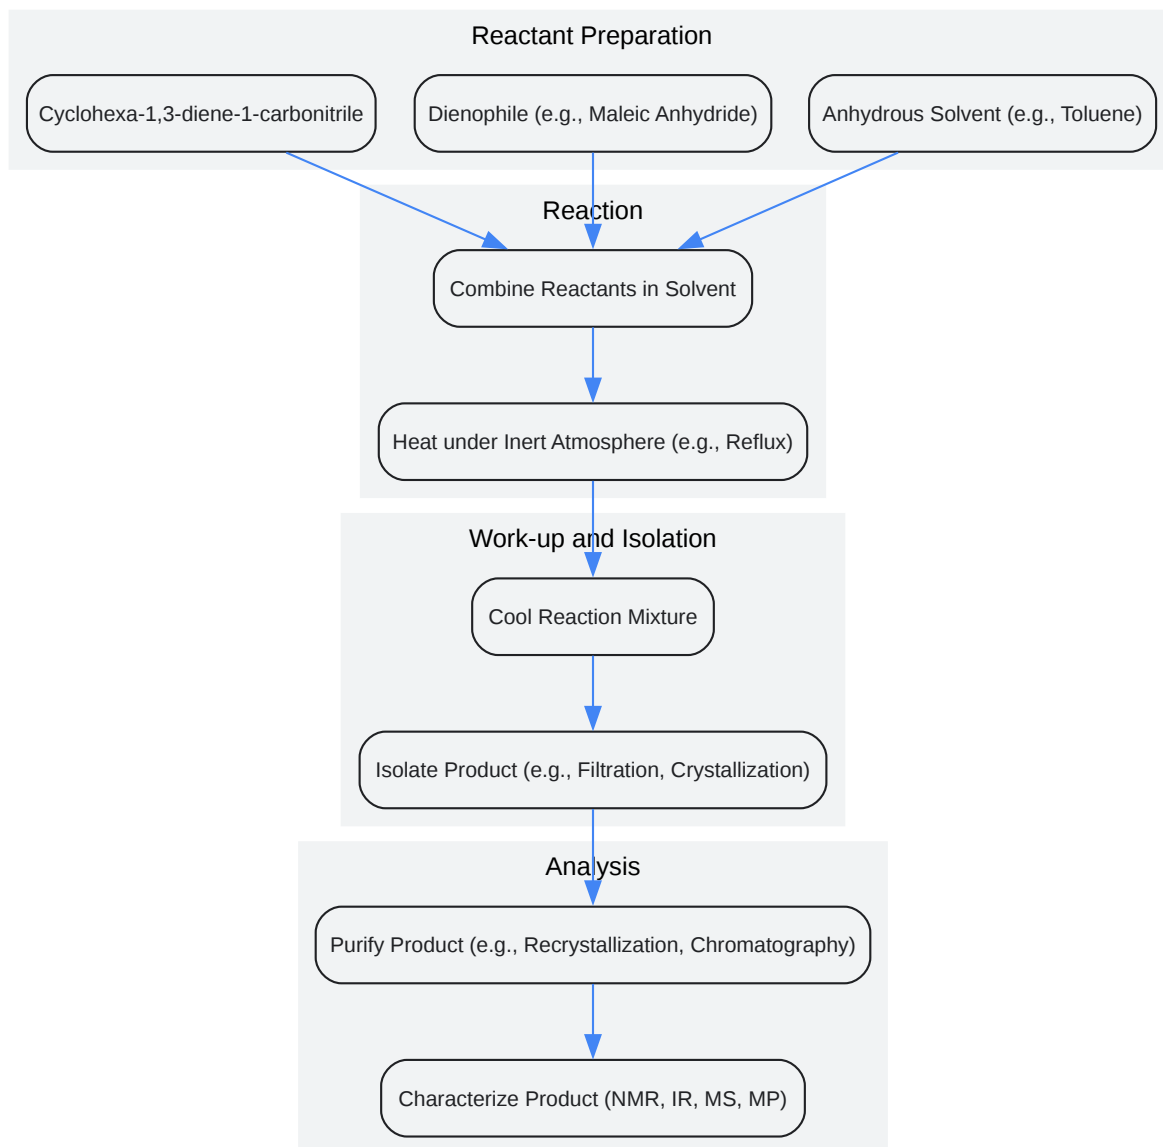 Reactant Preparation
Cyclohexa-1,3-diene-1-carbonitrile
Dienophile (e.g., Maleic Anhydride)
Anhydrous Solvent (e.g., Toluene)
Reaction
Combine Reactants in Solvent
Heat under Inert Atmosphere (e.g., Reflux)
Work-up and Isolation
Cool Reaction Mixture
Isolate Product (e.g., Filtration, Crystallization)
Analysis
Purify Product (e.g., Recrystallization, Chromatography)
Characterize Product (NMR, IR, MS, MP)